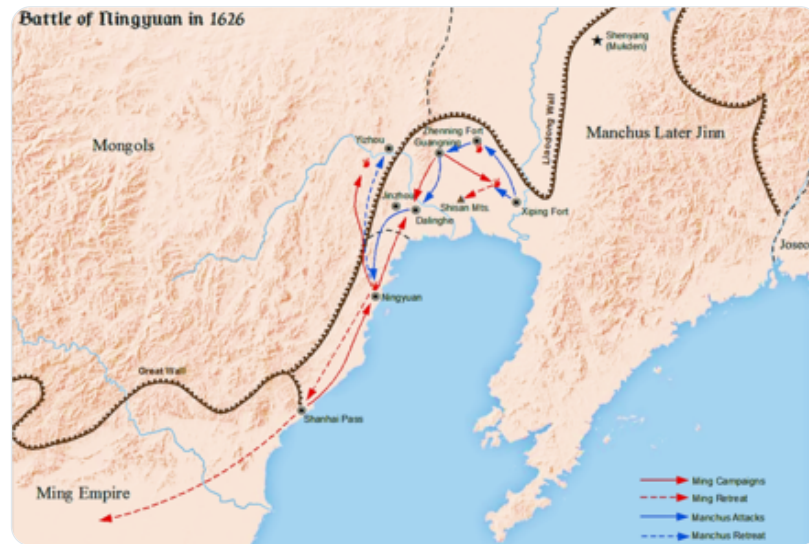 Battle of Ningyuan in 1626
Shenyang
(Mukden)
Liaodong Wall
Mongols
Yizhou
Zhenning Fort
Guangning
Manchus Later Jinn
Jinzhou
Shisan Mts.
Xiping Fort
Dalinghe
Joseo
Ningyuan
Great Wall
Shanhai Pass
Ming Empire
Ming Campaigns
Ming Retreat
Manchus Attacks
Manchus Retreat